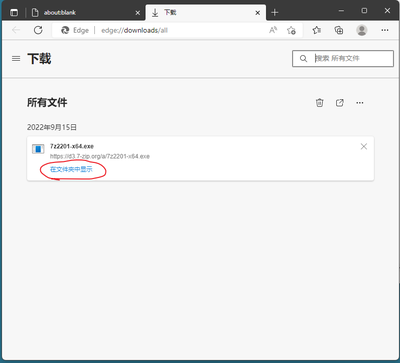 about:blank
下载
Edge
edge://downloads/all
下载
搜索 所有文件
所有文件
2022年9月15日
7z2201-x64.exe
https://d3.7-zip.org/a/7z2201-x64.exe
在文件夹中显示